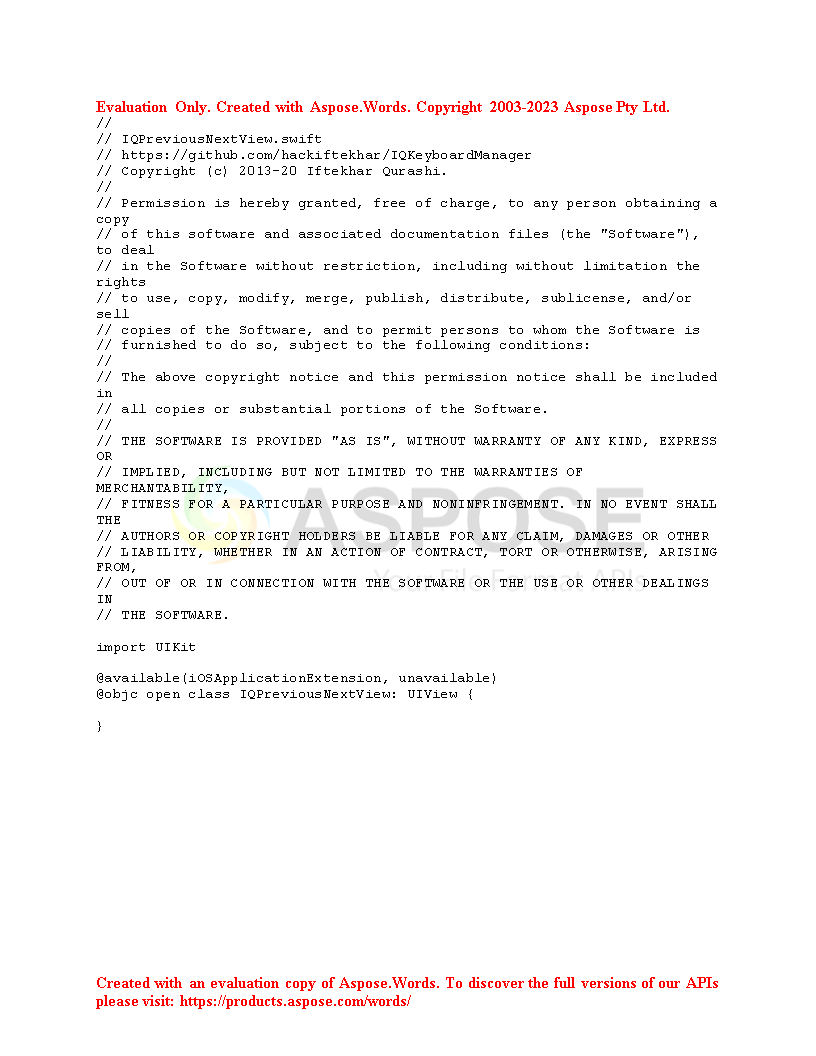 Evaluation Only. Created with Aspose.Words. Copyright 2003-2023 Aspose Pty Ltd.
//
// IQPreviousNextView.swift
// https://github.com/hackiftekhar/IQKeyboardManager
// Copyright (c) 2013-20 Iftekhar Qurashi.
//
// Permission is hereby granted, free of charge, to any person obtaining a
copy
// of this software and associated documentation files (the "Software"),
to deal
// in the Software without restriction, including without limitation the
rights
// to use, copy, modify, merge, publish, distribute, sublicense, and/or
sell
// copies of the Software, and to permit persons to whom the Software is
// furnished to do so, subject to the following conditions:
//
// The above copyright notice and this permission notice shall be included
in
// all copies or substantial portions of the Software.
//
// THE SOFTWARE IS PROVIDED "AS IS", WITHOUT WARRANTY OF ANY KIND, EXPRESS
OR
// IMPLIED, INCLUDING BUT NOT LIMITED TO THE WARRANTIES OF
MERCHANTABILITY,
// FITNESS FOR A PARTICULAR PURPOSE AND NONINFRINGEMENT. IN NO EVENT SHALL
THE
// AUTHORS OR COPYRIGHT HOLDERS BE LIABLE FOR ANY CLAIM, DAMAGES OR OTHER
// LIABILITY, WHETHER IN AN ACTION OF CONTRACT, TORT OR OTHERWISE, ARISING
FROM,
// OUT OF OR IN CONNECTION WITH THE SOFTWARE OR THE USE OR OTHER DEALINGS
IN
// THE SOFTWARE.
ASPOSE
Your File Format APIs
import UIKit
@available(iOSApplicationExtension, unavailable)
@objc open class IQPreviousNextView: UIView {
}
Created with an evaluation copy of Aspose.Words. To discover the full versions of our APIs
please visit: https://products.aspose.com/words/